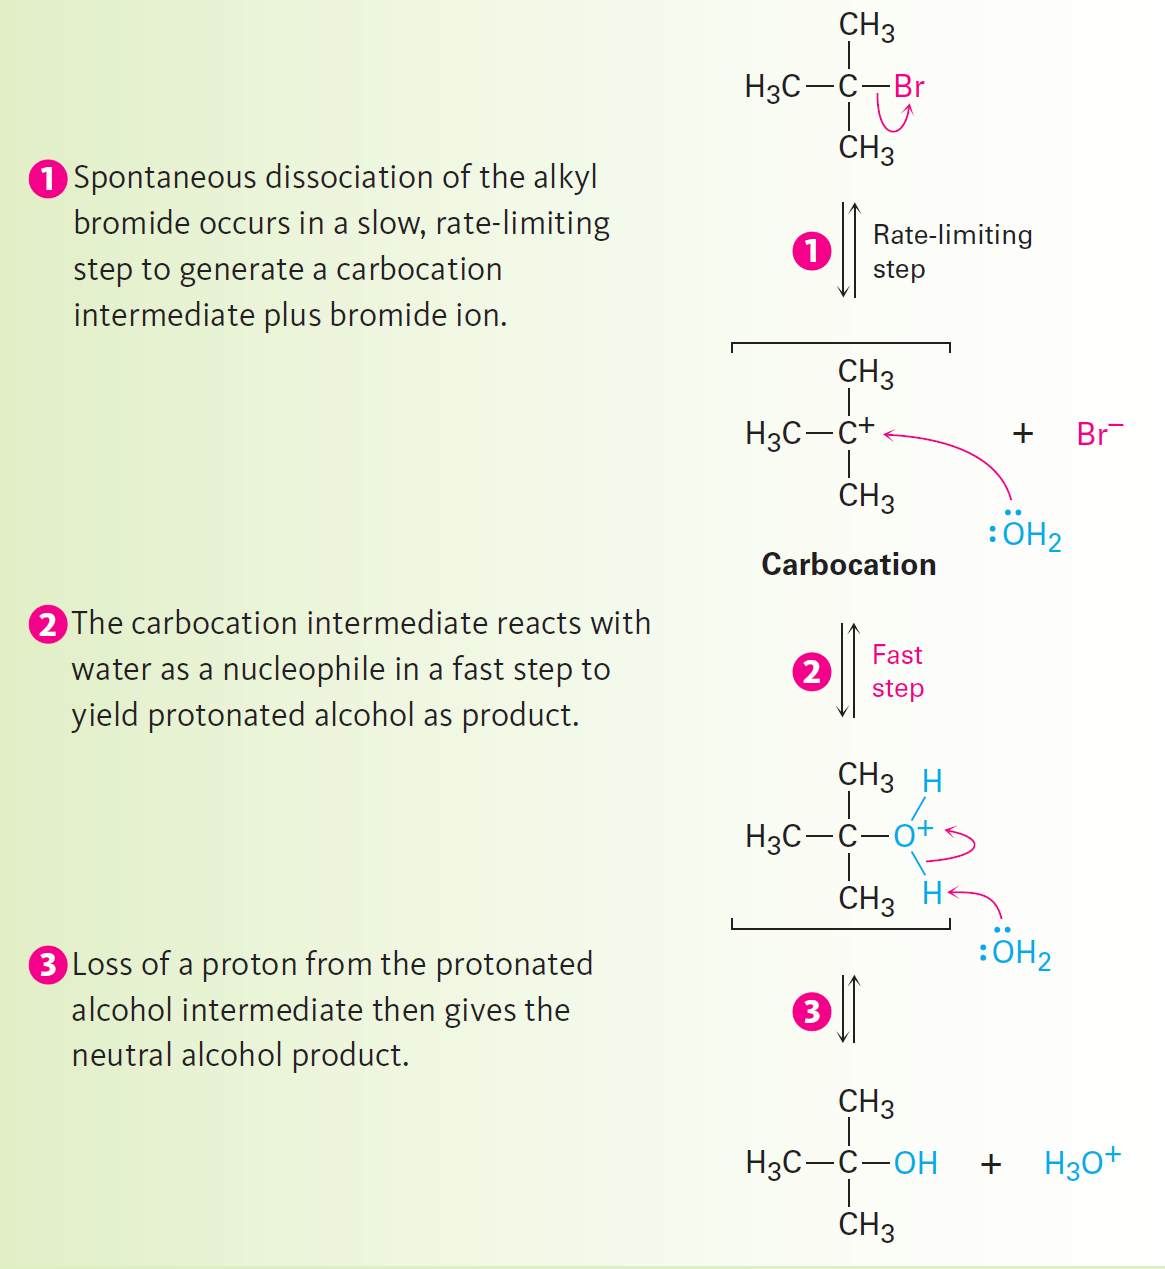 CH3
H3C—C—Br
CH3
1 Spontaneous dissociation of the alkyl
bromide occurs in a slow, rate-limiting
step to generate a carbocation
intermediate plus bromide ion.
1 Rate-limiting
step
CH3
H3C—C+ + Br−
CH3
:ÖH2
Carbocation
2 The carbocation intermediate reacts with
water as a nucleophile in a fast step to
yield protonated alcohol as product.
2 Fast
step
CH3 H
H3C—C—O+
CH3 H
:ÖH2
3 Loss of a proton from the protonated
alcohol intermediate then gives the
neutral alcohol product.
3
CH3
H3C—C—OH + H3O+
CH3